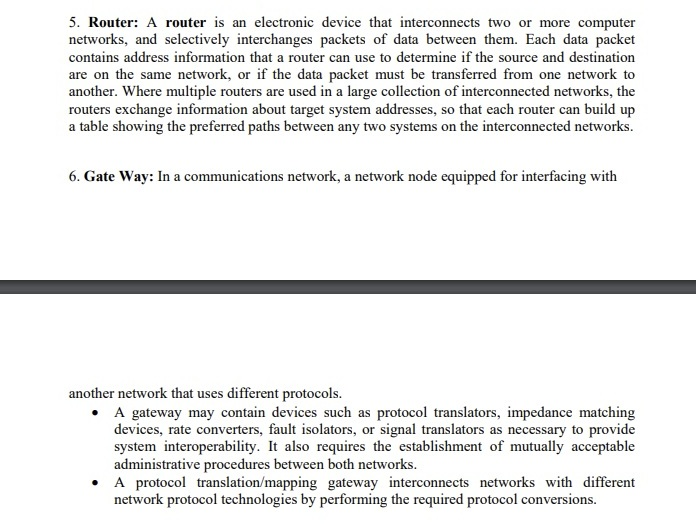 5. Router: A router is an electronic device that interconnects two or more computer
networks, and selectively interchanges packets of data between them. Each data packet
contains address information that a router can use to determine if the source and destination
are on the same network, or if the data packet must be transferred from one network to
another. Where multiple routers are used in a large collection of interconnected networks, the
routers exchange information about target system addresses, so that each router can build up
a table showing the preferred paths between any two systems on the interconnected networks.
6. Gate Way: In a communications network, a network node equipped for interfacing with
another network that uses different protocols.
• A gateway may contain devices such as protocol translators, impedance matching
devices, rate converters, fault isolators, or signal translators as necessary to provide
system interoperability. It also requires the establishment of mutually acceptable
administrative procedures between both networks.
• A protocol translation/mapping gateway interconnects networks with different
network protocol technologies by performing the required protocol conversions.